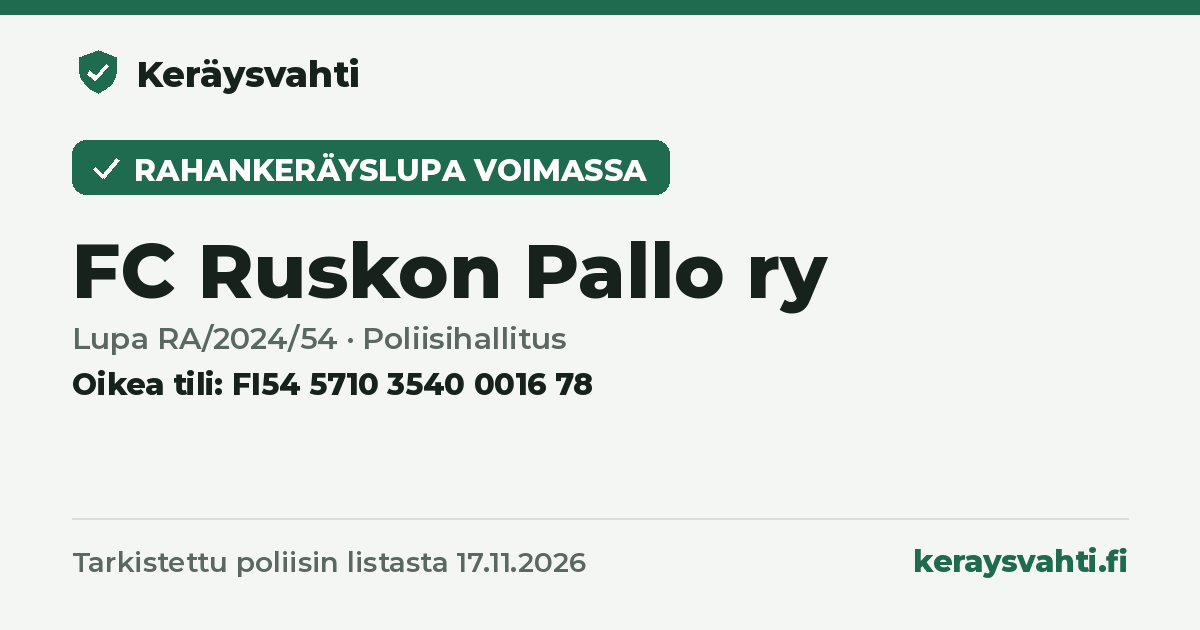 Keräysvahti
RAHANKERÄYSLUPA VOIMASSA
FC Ruskon Pallo ry
Lupa RA/2024/54 · Poliisihallitus
Oikea tili: FI54 5710 3540 0016 78
Tarkistettu poliisin listasta 17.11.2026
keraysvahti.fi